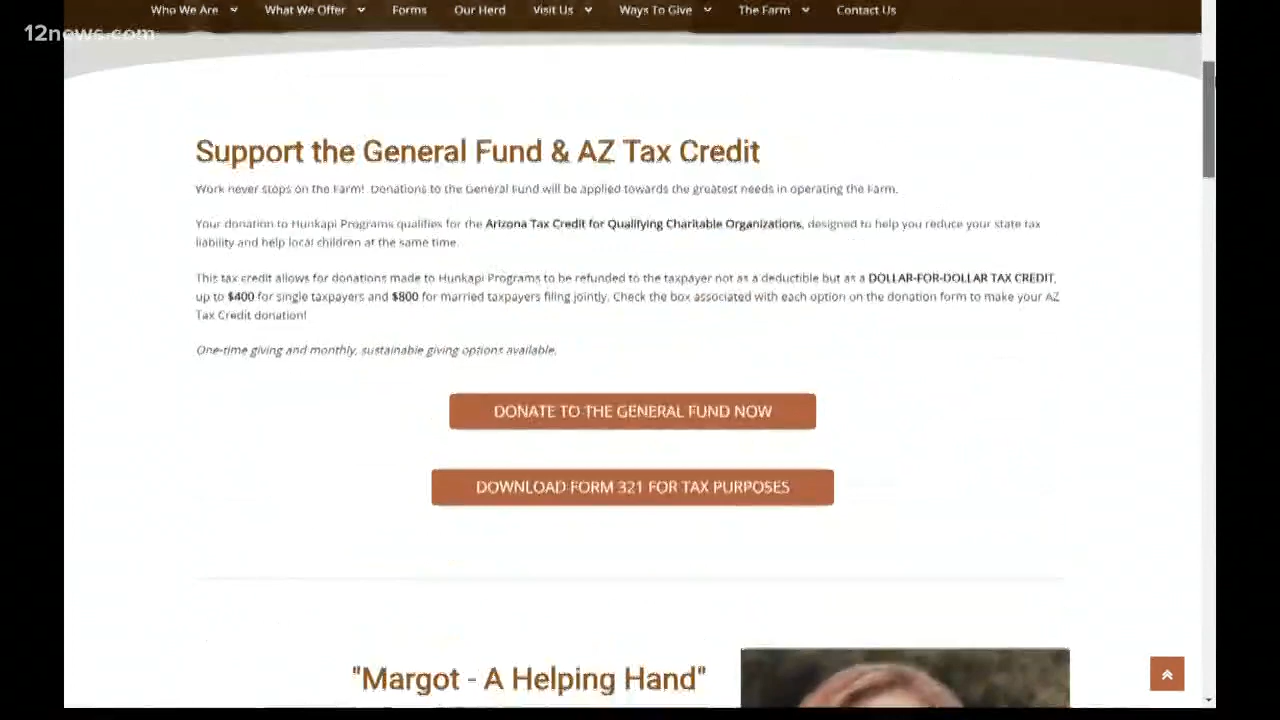 Who We Are What We Offer Forms Our Herd Visit Us Ways To Give The Farm Contact Us
12news.com
Support the General Fund & AZ Tax Credit
Work never stops on the Farm! Donations to the General Fund will be applied towards the greatest needs in operating the Farm.
Your donation to Hunkapi Programs qualifies for the Arizona Tax Credit for Qualifying Charitable Organizations, designed to help you reduce your state tax
liability and help local children at the same time.
This tax credit allows for donations made to Hunkapi Programs to be refunded to the taxpayer not as a deductible but as a DOLLAR-FOR-DOLLAR TAX CREDIT,
up to $400 for single taxpayers and $800 for married taxpayers filing jointly. Check the box associated with each option on the donation form to make your AZ
Tax Credit donation!
One-time giving and monthly, sustainable giving options available.
DONATE TO THE GENERAL FUND NOW
DOWNLOAD FORM 321 FOR TAX PURPOSES
"Margot - A Helping Hand"